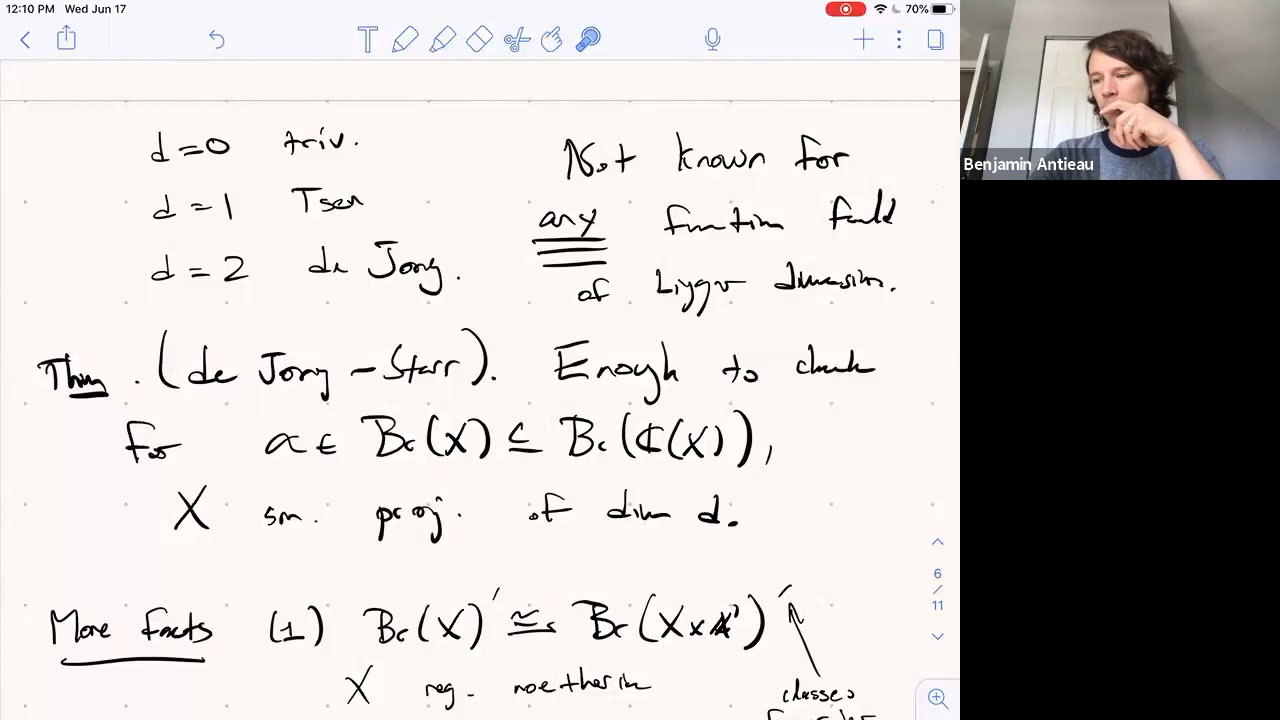 12:10 PM Wed Jun 17
70%
Benjamin Antieau
d = 0 triv.
d = 1 Tsen
d = 2 de Jong.
Not known for
any function field
of higher dimension.
Thm. (de Jong - Starr). Enough to check
for α ∈ Br(X) ⊆ Br(ℂ(X)),
X sm. proj. of dim d.
6
/
11
More facts (1) Br(X)' ≅ Br(X × A¹)'
X reg. noetherian
classes